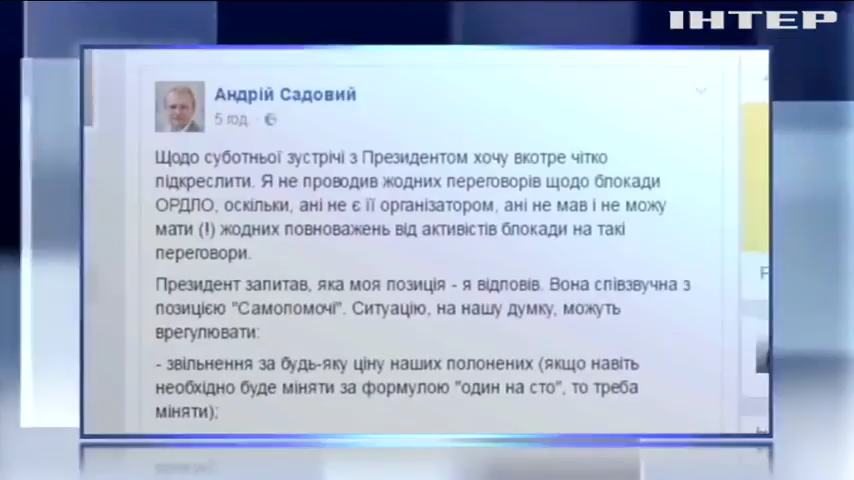 ІНТЕР
Андрій Садовий
5 год. ·
Щодо суботньої зустрічі з Президентом хочу вкотре чітко
підкреслити. Я не проводив жодних переговорів щодо блокади
ОРДЛО, оскільки, ані не є її організатором, ані не мав і не можу
мати (!) жодних повноважень від активістів блокади на такі
переговори.
Президент запитав, яка моя позиція - я відповів. Вона співзвучна з
позицією "Самопомочі". Ситуацію, на нашу думку, можуть
врегулювати:
- звільнення за будь-яку ціну наших полонених (якщо навіть
необхідно буде міняти за формулою "один на сто", то треба
міняти);